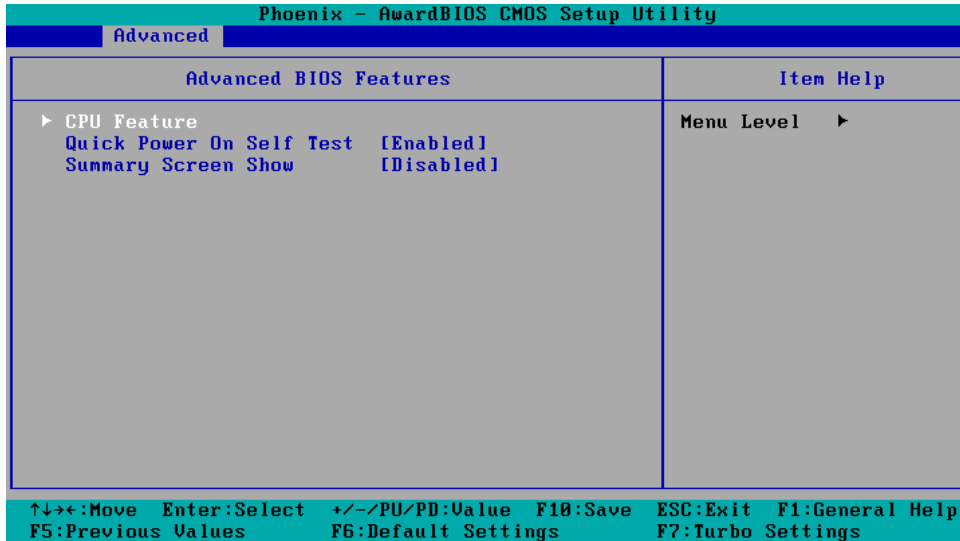 Phoenix - AwardBIOS CMOS Setup Utility
Advanced
Advanced BIOS Features
Item Help
▶ CPU Feature
Menu Level ▶
Quick Power On Self Test [Enabled]
Summary Screen Show [Disabled]
↑↓→←:Move Enter:Select +/-/PU/PD:Value F10:Save ESC:Exit F1:General Help
F5:Previous Values F6:Default Settings F7:Turbo Settings